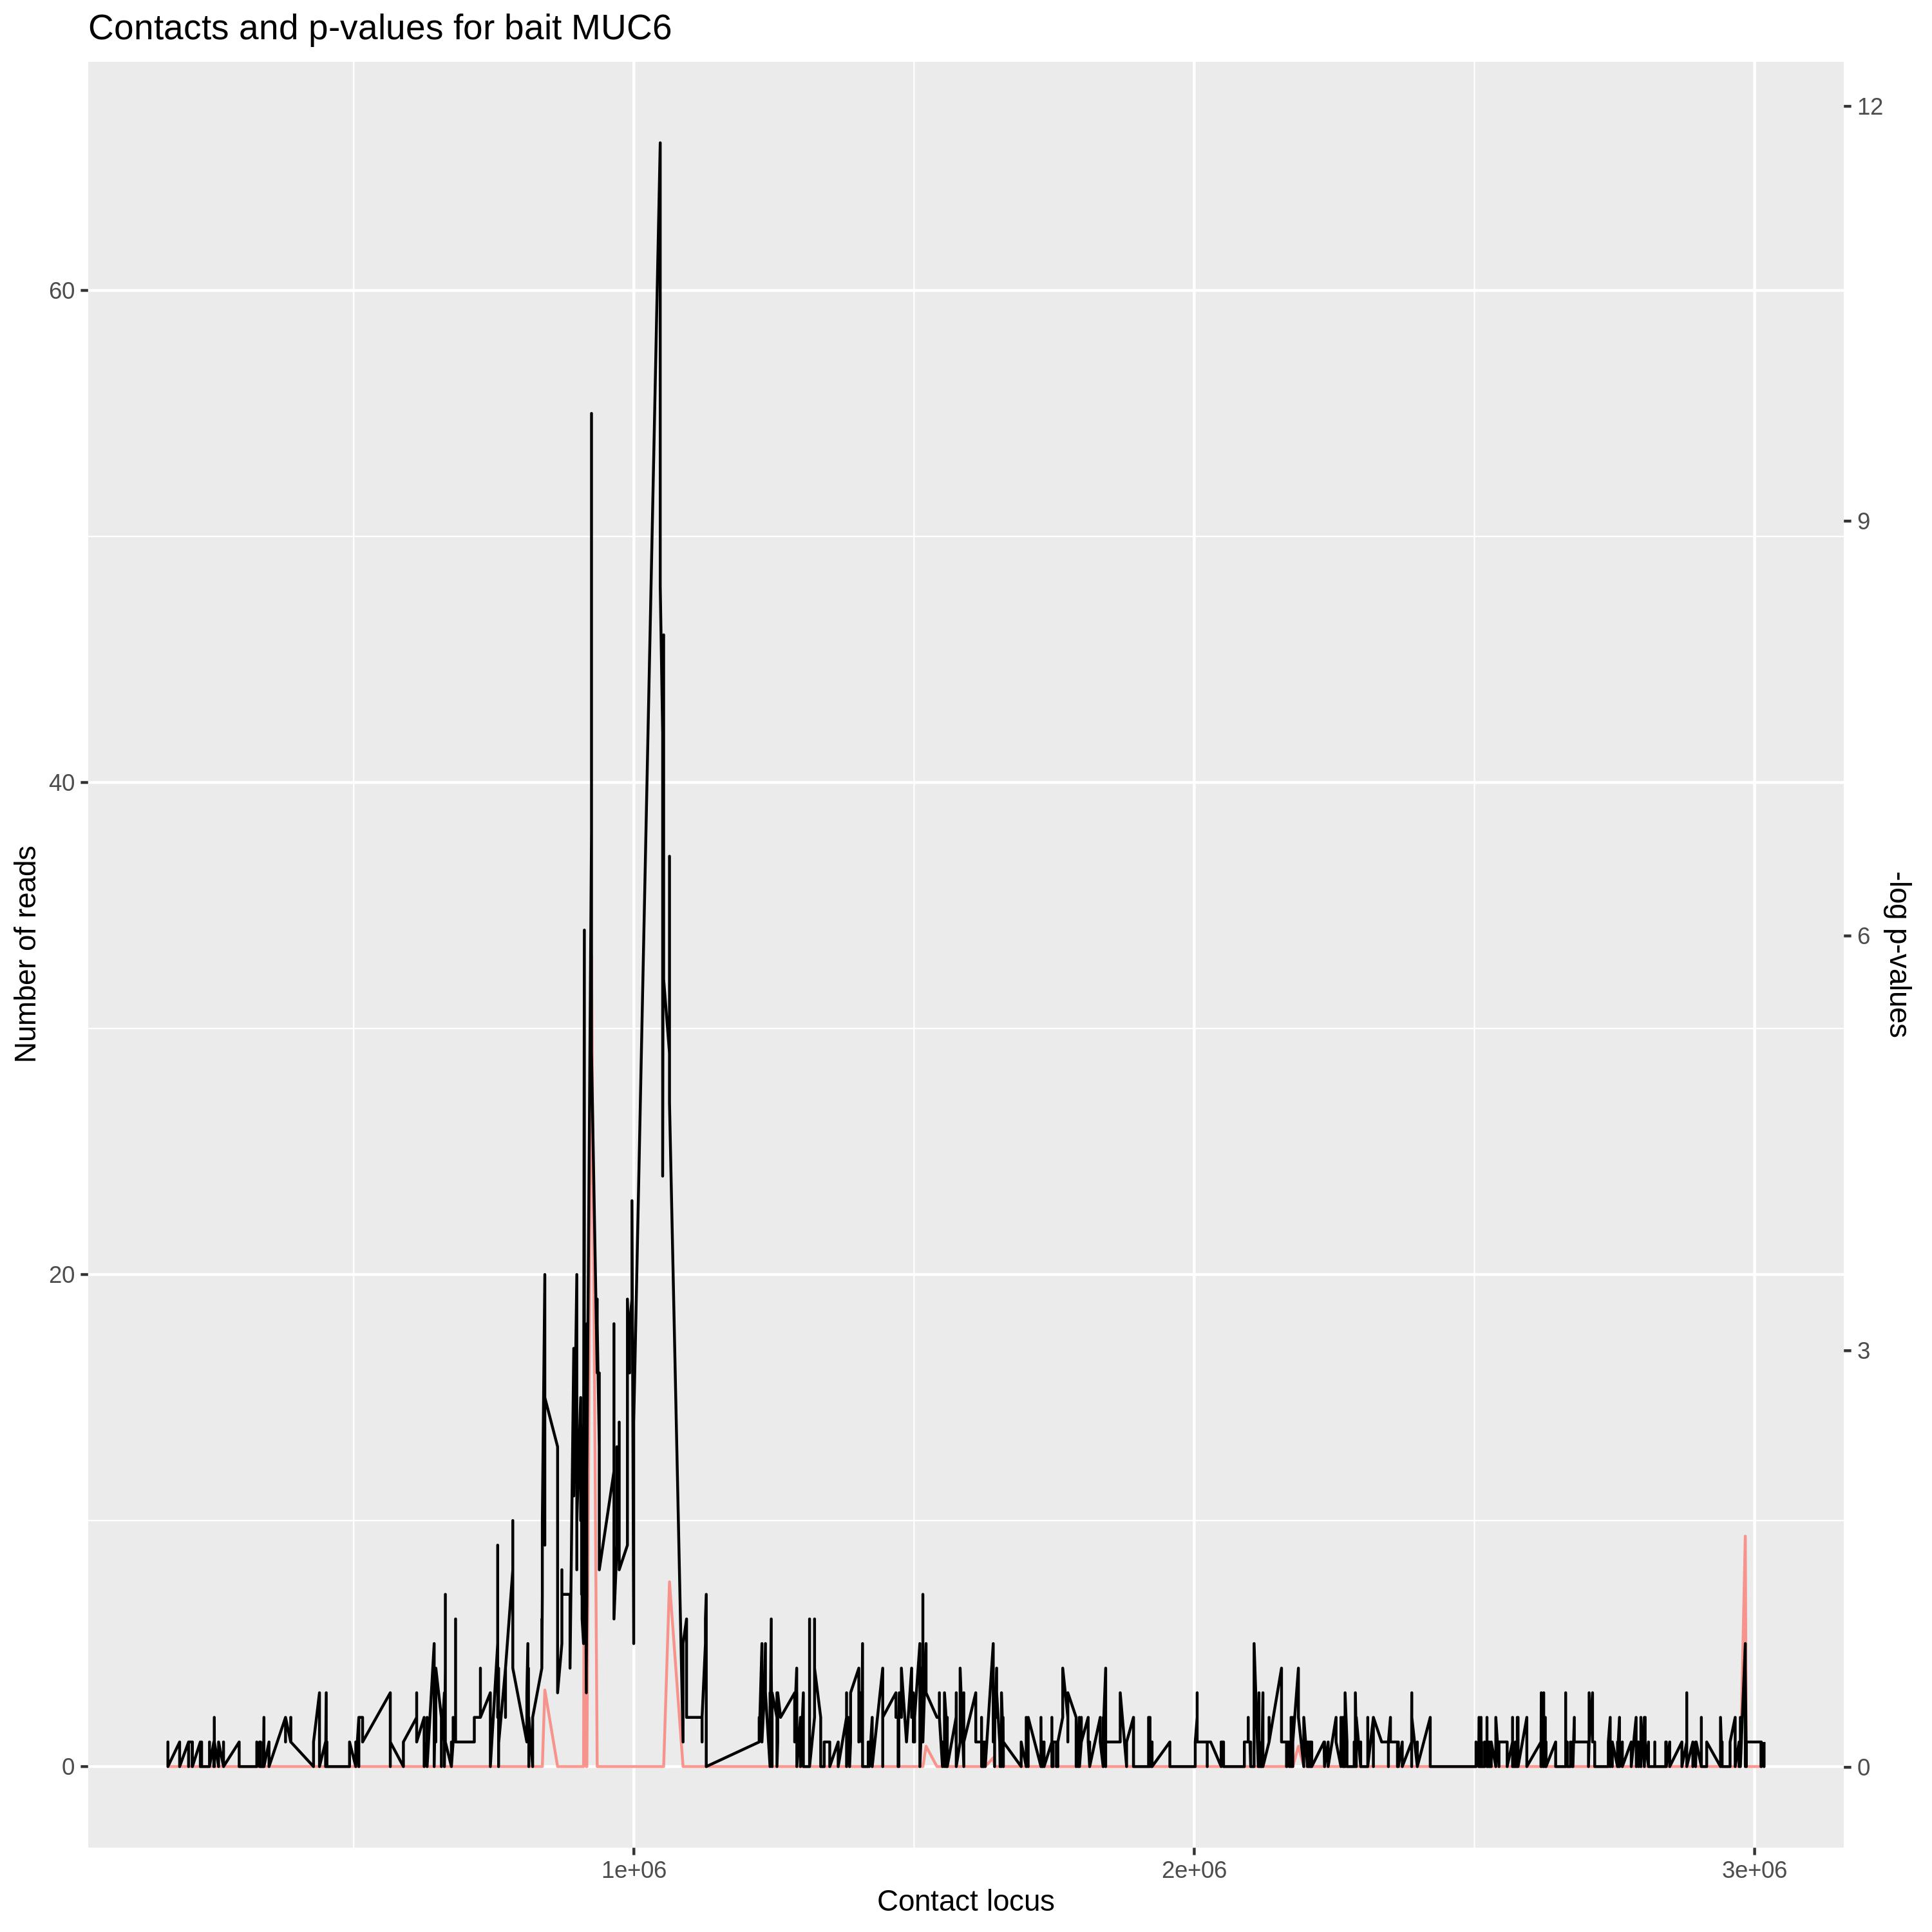 Contacts and p-values for bait MUC6
12
60
9
40
Number of reads
-log p-values
6
20
3
0
0
1e+06
2e+06
3e+06
Contact locus